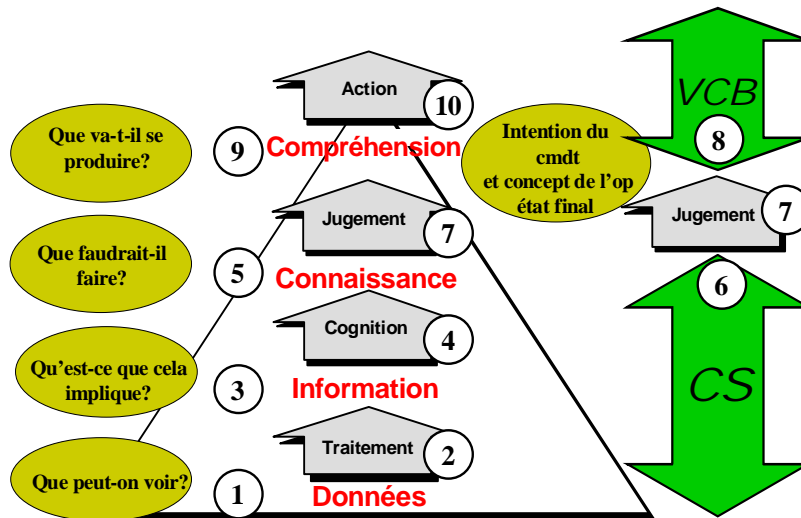 Action
10
VCB
8
Que va-t-il se
produire?
9
Compréhension
Intention du
cmdt
et concept de l'op
état final
Jugement
7
Jugement
7
Que faudrait-il
faire?
5
Connaissance
6
Cognition
4
Qu'est-ce que cela
implique?
3
Information
CS
Traitement
2
Que peut-on voir?
1
Données